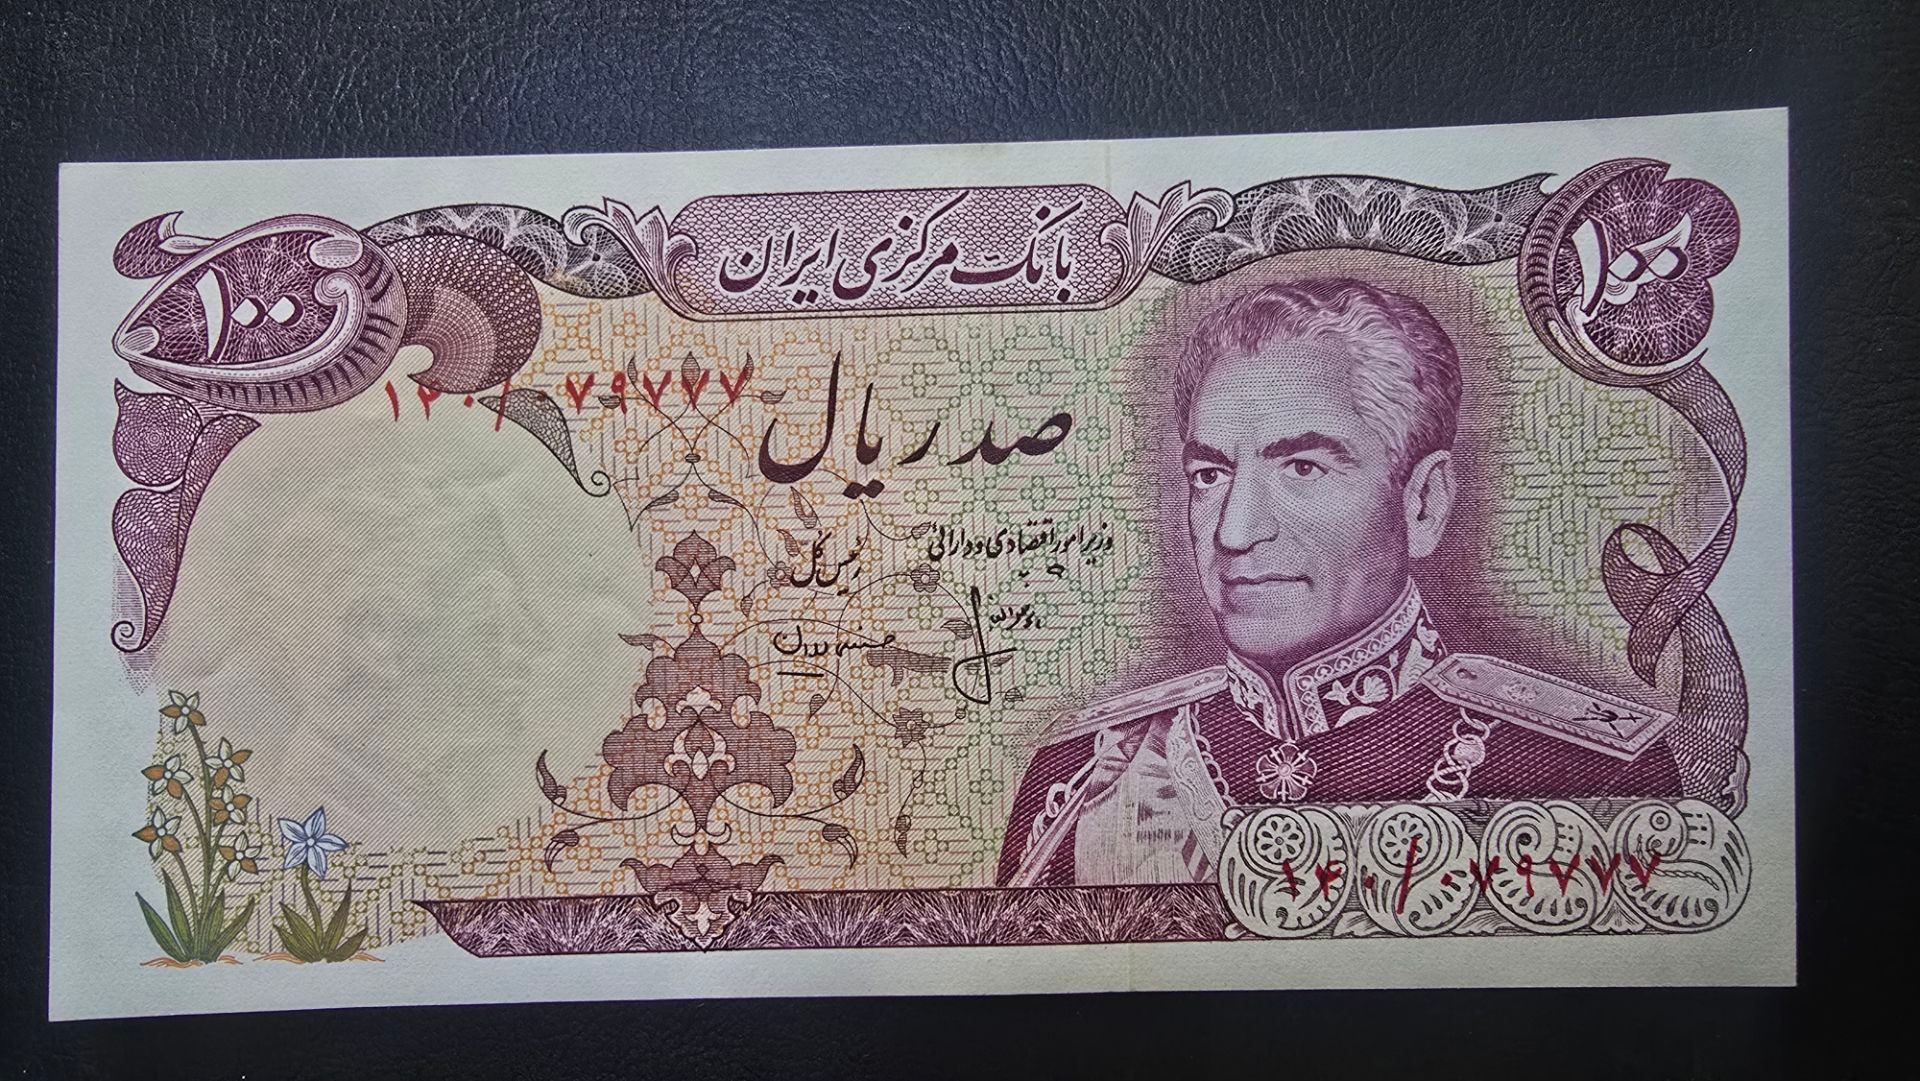 بانک مرکزی ایران
۱۰۰
۱۰۰
۱۴۰/۰۷۹۷۷۷
صد ریال
وزیر امور اقتصادی و دارائی
رئیس کل
۱۴۰/۰۷۹۷۷۷